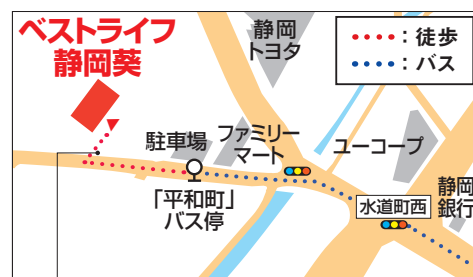 ベストライフ
静岡葵
静岡
トヨタ
:徒歩
:バス
駐車場
ファミリー
マート
ユーコープ
「平和町」
バス停
水道町西
静岡
銀行